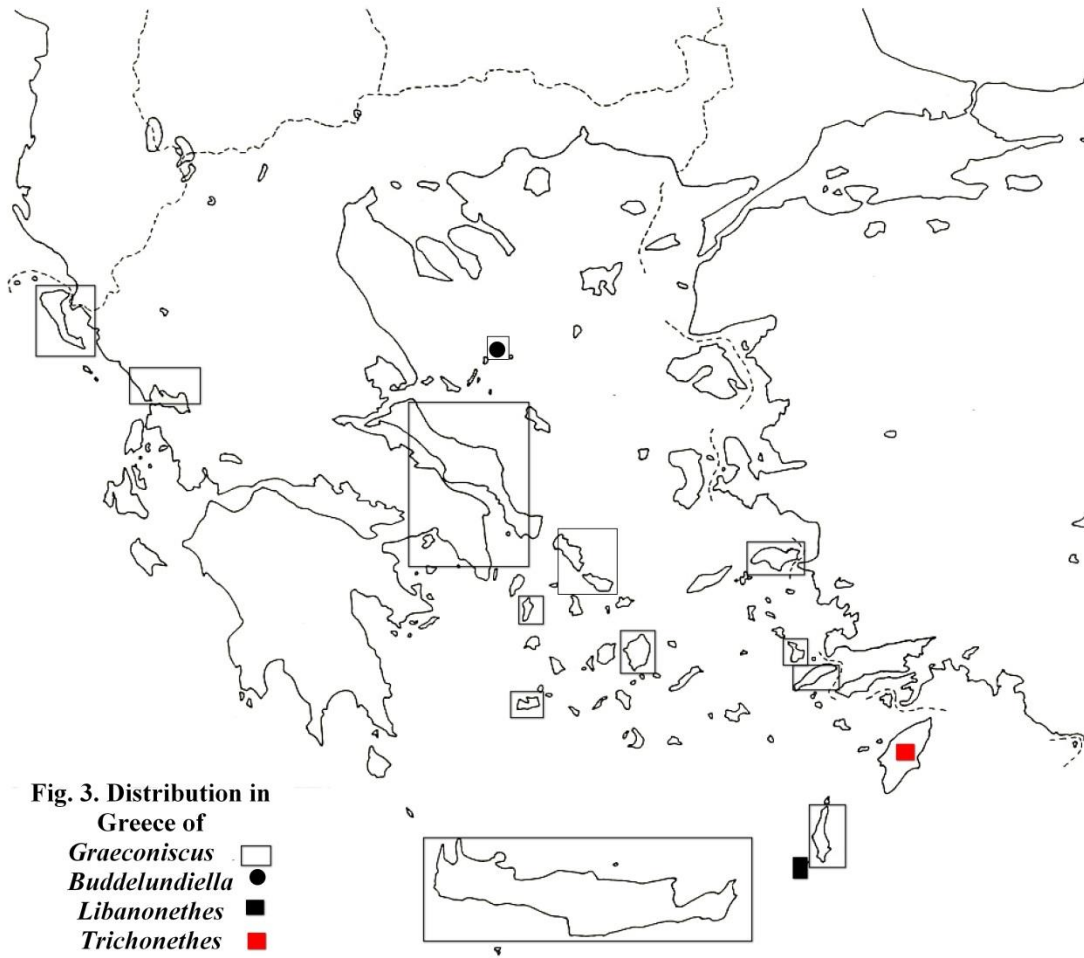 Fig. 3. Distribution in
Greece of
Graeconiscus
Buddelundiella
Libanonethes
Trichonethes